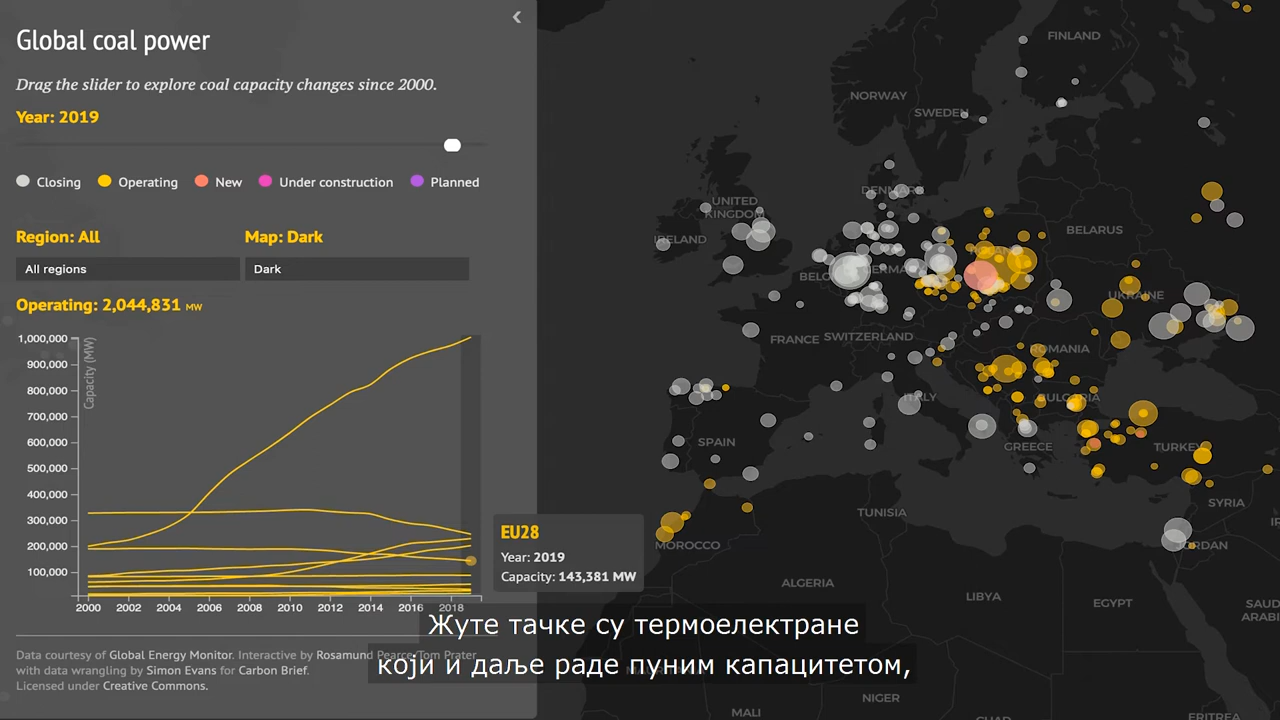 Global coal power
Drag the slider to explore coal capacity changes since 2000.
Year: 2019
Closing
Operating
New
Under construction
Planned
Region: All
Map: Dark
All regions
Dark
Operating: 2,044,831 MW
Capacity (MW)
1,000,000
900,000
800,000
700,000
600,000
500,000
400,000
300,000
200,000
100,000
2000 2002 2004 2006 2008 2010 2012 2014 2016 2018
EU28
Year: 2019
Capacity: 143,381 MW
Data courtesy of Global Energy Monitor. Interactive by Rosamund Pearce/Tom Prater
with data wrangling by Simon Evans for Carbon Brief.
Licensed under Creative Commons.
FINLAND
NORWAY
SWEDEN
DENMARK
UNITED
KINGDOM
IRELAND
BELARUS
UKRAINE
FRANCE
SWITZERLAND
ROMANIA
ITALY
BULGARIA
SPAIN
GREECE
TURKEY
SYRIA
TUNISIA
MOROCCO
JORDAN
ALGERIA
LIBYA
EGYPT
SAUD
ARABI
MALI
NIGER
ERITREA
Жуте тачке су термоелектране
који и даље раде пуним капацитетом,